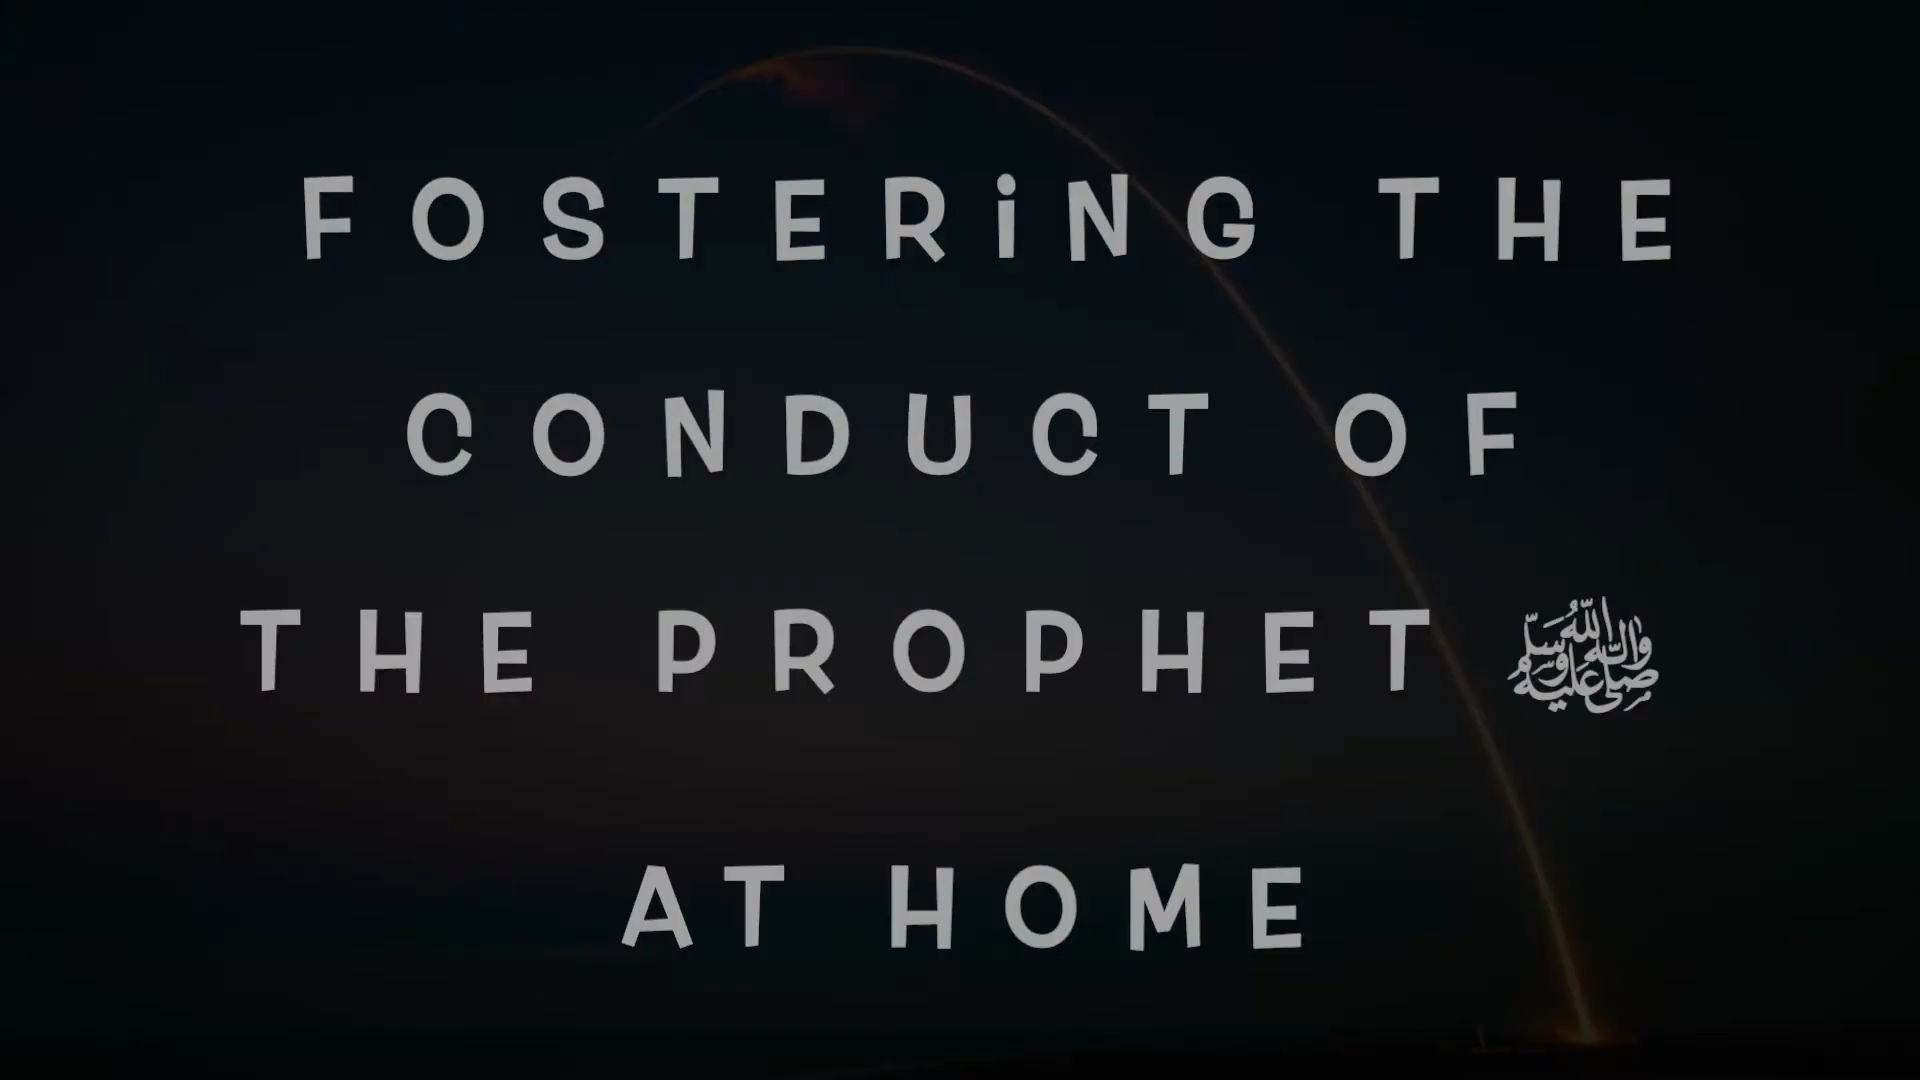 FOSTERiNG THE
CONDUCT OF
THE PROPHET صلى الله عليه وآله وسلم
AT HOME